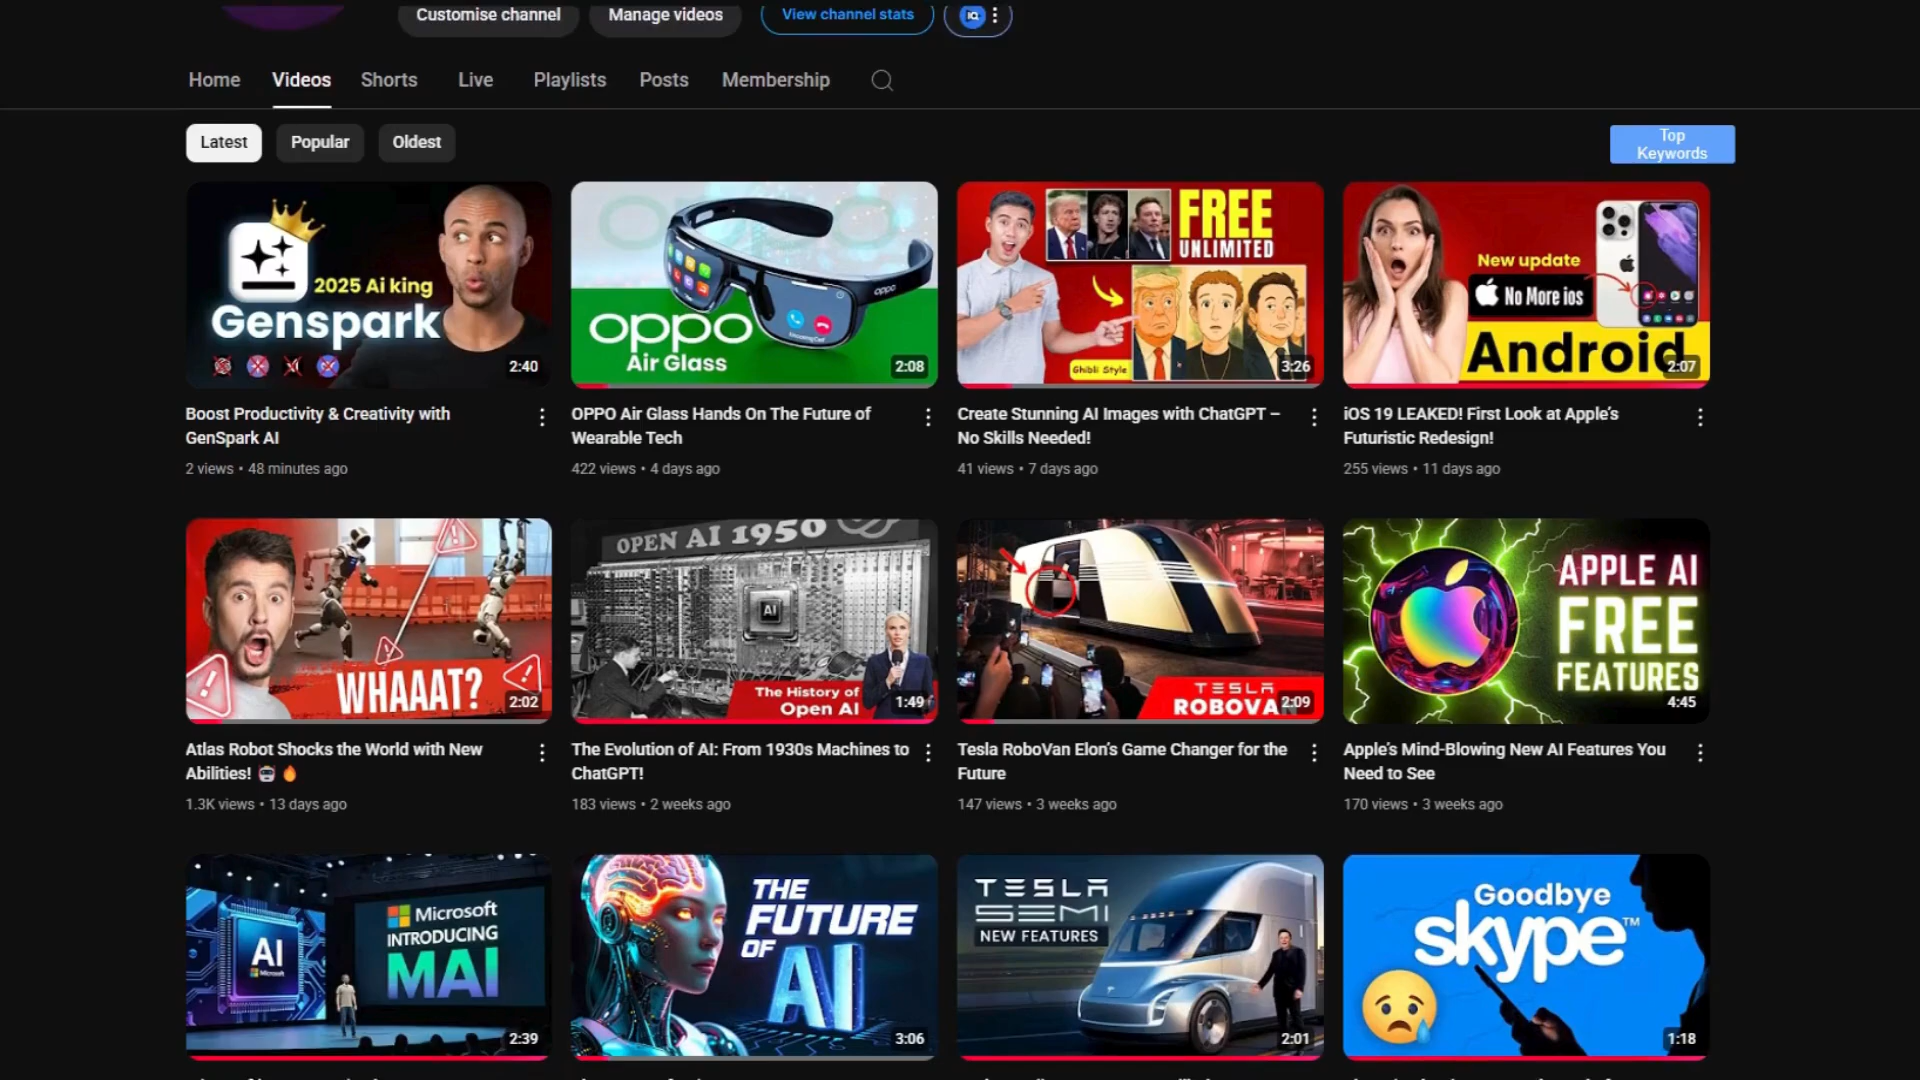 Customise channel
Manage videos
View channel stats
IQ
Home
Videos
Shorts
Live
Playlists
Posts
Membership
Latest
Popular
Oldest
Top
Keywords
2025 Ai king
Genspark
2:40
oppo
oppo
Air Glass
2:08
FREE
UNLIMITED
Ghibli Style
3:26
New update
No More ios
Android
2:07
Boost Productivity & Creativity with
GenSpark AI
2 views • 48 minutes ago
OPPO Air Glass Hands On The Future of
Wearable Tech
422 views • 4 days ago
Create Stunning AI Images with ChatGPT –
No Skills Needed!
41 views • 7 days ago
iOS 19 LEAKED! First Look at Apple’s
Futuristic Redesign!
255 views • 11 days ago
WHAAAT?
2:02
OPEN AI 1950
AI
The History of
Open AI
1:49
TESLA
ROBOVA
2:09
APPLE AI
FREE
FEATURES
4:45
Atlas Robot Shocks the World with New
Abilities! 🤖 🔥
1.3K views • 13 days ago
The Evolution of AI: From 1930s Machines to
ChatGPT!
183 views • 2 weeks ago
Tesla RoboVan Elon’s Game Changer for the
Future
147 views • 3 weeks ago
Apple’s Mind-Blowing New AI Features You
Need to See
170 views • 3 weeks ago
AI
Microsoft
Microsoft
INTRODUCING
MAI
2:39
THE
FUTURE
OF AI
3:06
TESLA
SEMI
NEW FEATURES
2:01
Goodbye
skype™
1:18